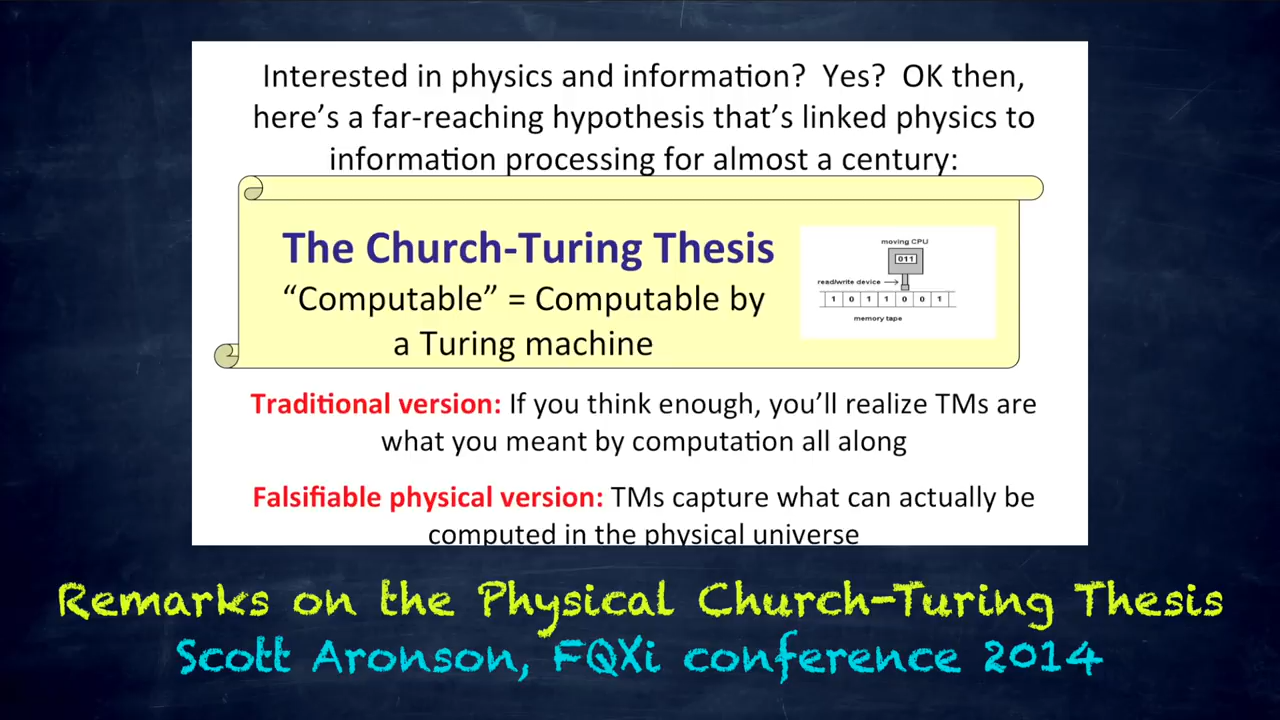 Interested in physics and information?  Yes?  OK then,
here’s a far-reaching hypothesis that’s linked physics to
information processing for almost a century:
The Church-Turing Thesis
“Computable” = Computable by
a Turing machine
moving CPU
011
read/write device
1 0 1 1 0 0 1
memory tape
Traditional version: If you think enough, you’ll realize TMs are
what you meant by computation all along
Falsifiable physical version: TMs capture what can actually be
computed in the physical universe
Remarks on the Physical Church-Turing Thesis
Scott Aronson, FQXi conference 2014